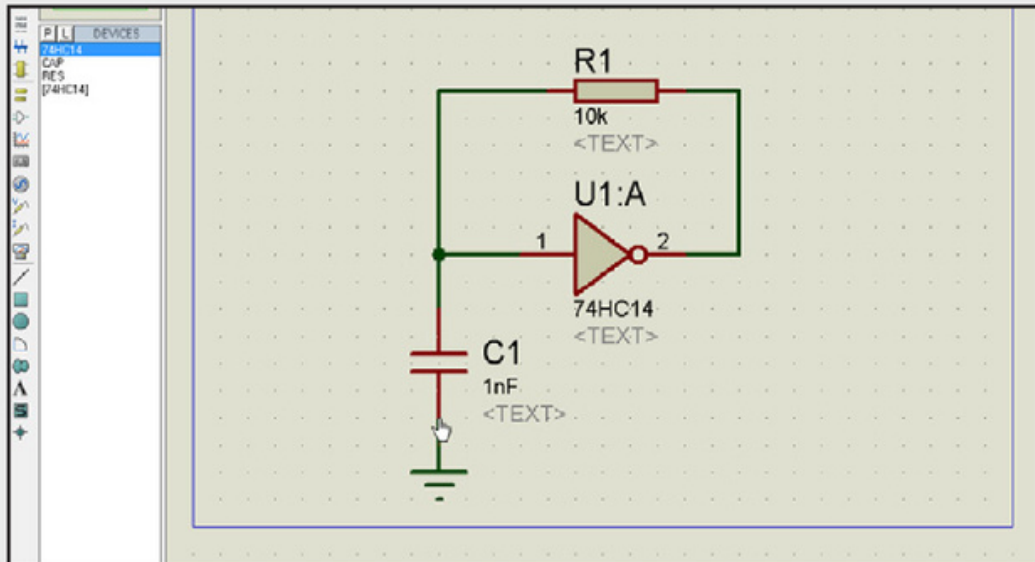 P L DEVICES
74HC14
CAP
RES
[74HC14]
R1
10k
<TEXT>
U1:A
1
2
74HC14
<TEXT>
C1
1nF
<TEXT>
A
S